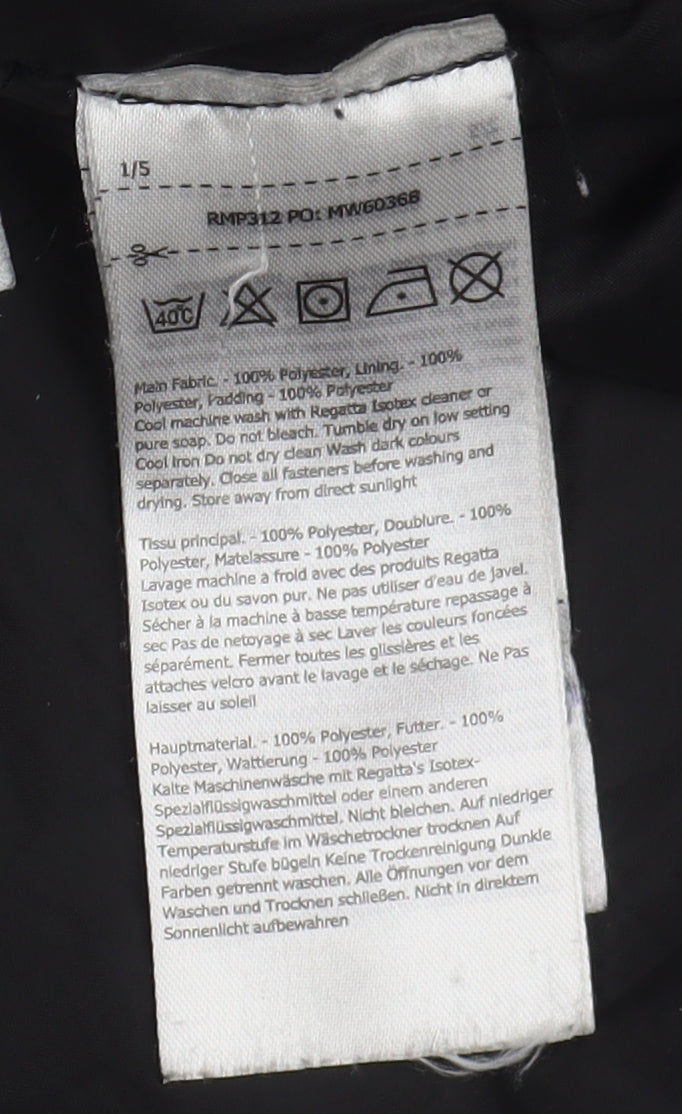 1/5
RMP312 PO: MW60368
40°C
Main Fabric. - 100% Polyester, Lining. - 100%
Polyester, Padding - 100% Polyester
Cool machine wash with Regatta Isotex cleaner or
pure soap. Do not bleach. Tumble dry on low setting
Cool Iron Do not dry clean Wash dark colours
separately. Close all fasteners before washing and
drying. Store away from direct sunlight
Tissu principal. - 100% Polyester, Doublure. - 100%
Polyester, Matelassure - 100% Polyester
Lavage machine a froid avec des produits Regatta
Isotex ou du savon pur. Ne pas utiliser d'eau de javel.
Sécher à la machine à basse température repassage à
sec Pas de netoyage à sec Laver les couleurs foncées
séparément. Fermer toutes les glissières et les
attaches velcro avant le lavage et le séchage. Ne Pas
laisser au soleil
Hauptmaterial. - 100% Polyester, Futter. - 100%
Polyester, Wattierung - 100% Polyester
Kalte Maschinenwäsche mit Regatta's Isotex-
Spezialflüssigwaschmittel oder einem anderen
Spezialflüssigwaschmittel. Nicht bleichen. Auf niedriger
Temperaturstufe im Wäschetrockner trocknen Auf
niedriger Stufe bügeln Keine Trockenreinigung Dunkle
Farben getrennt waschen. Alle Öffnungen vor dem
Waschen und Trocknen schließen. Nicht in direktem
Sonnenlicht aufbewahren